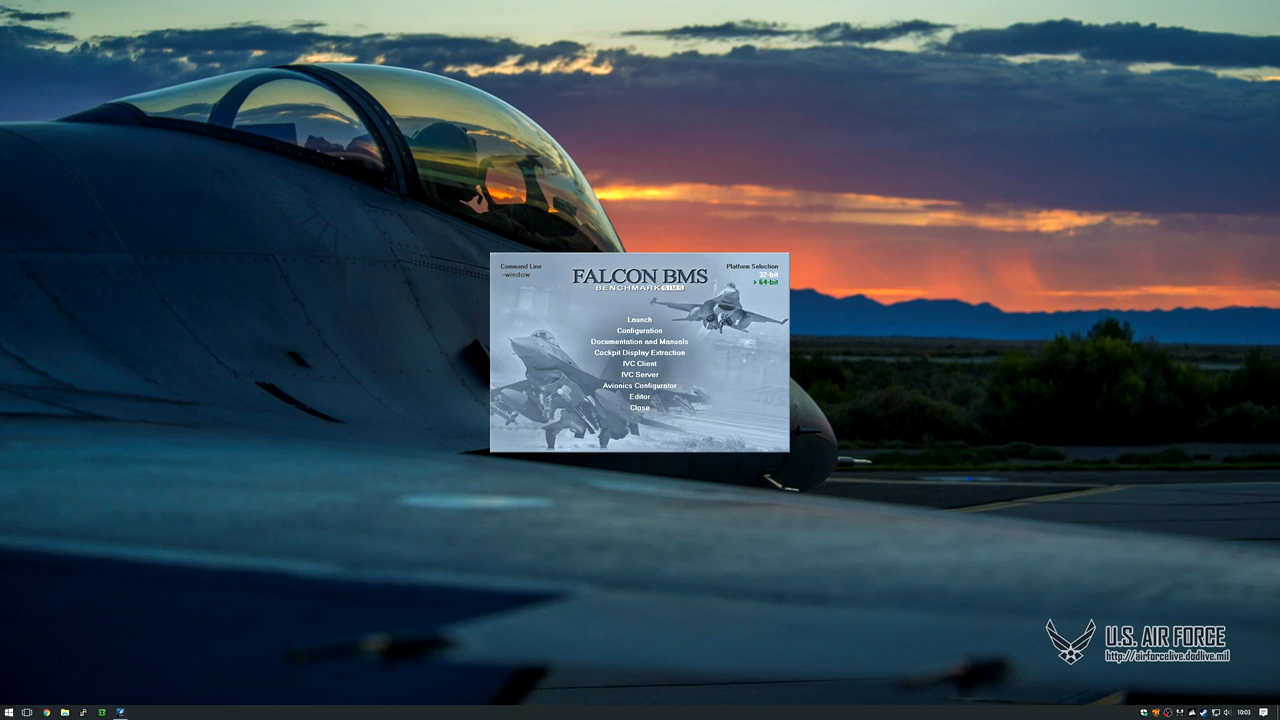 Command Line
-window
FALCON BMS
BENCHMARK SIMS
Platform Selection
32-bit
> 64-bit
Launch
Configuration
Documentation and Manuals
Cockpit Display Extraction
IVC Client
IVC Server
Avionics Configurator
Editor
Close
U.S. AIR FORCE
http://airforcelive.dodlive.mil
10:03